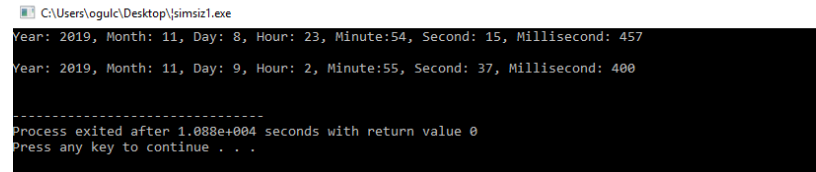 C:\Users\ogulc\Desktop\¦simsiz1.exe
Year: 2019, Month: 11, Day: 8, Hour: 23, Minute:54, Second: 15, Millisecond: 457
Year: 2019, Month: 11, Day: 9, Hour: 2, Minute:55, Second: 37, Millisecond: 400
--------------------------------
Process exited after 1.088e+004 seconds with return value 0
Press any key to continue . . .